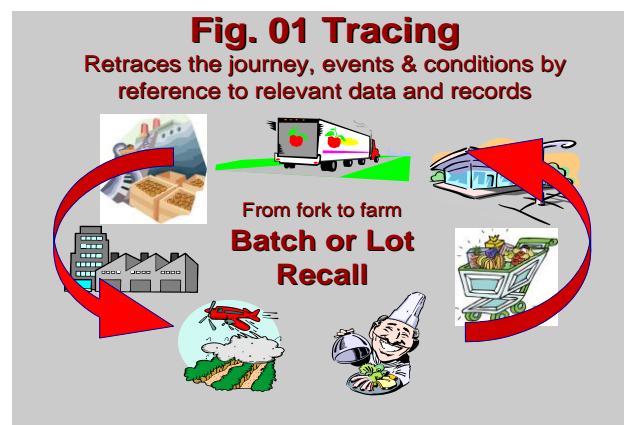 Fig. 01 Tracing
Retraces the journey, events & conditions by
reference to relevant data and records
From fork to farm
Batch or Lot
Recall